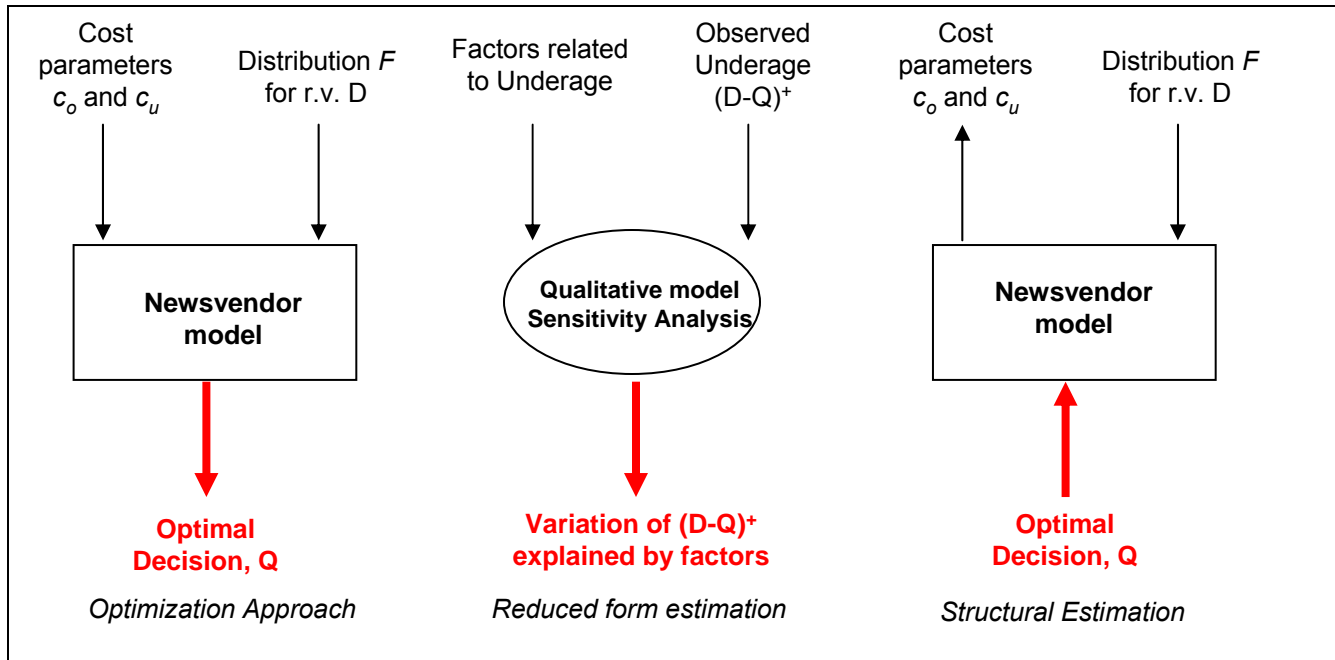 Cost
parameters
c_o and c_u
Distribution F
for r.v. D
Newsvendor
model
Optimal
Decision, Q
Optimization Approach
Factors related
to Underage
Observed
Underage
(D-Q)⁺
Qualitative model
Sensitivity Analysis
Variation of (D-Q)⁺
explained by factors
Reduced form estimation
Cost
parameters
c_o and c_u
Distribution F
for r.v. D
Newsvendor
model
Optimal
Decision, Q
Structural Estimation